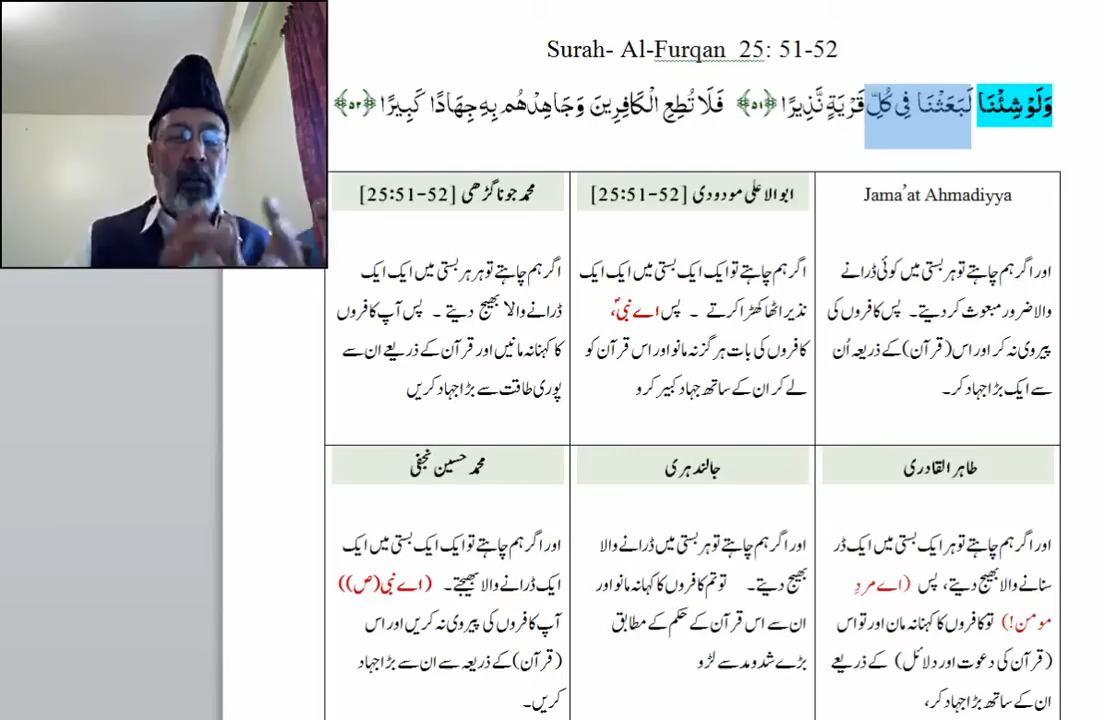 Surah- Al-Furqan 25: 51-52
وَلَوْ شِئْنَا لَبَعَثْنَا فِي كُلِّ قَرْيَةٍ نَّذِيرًا ﴿٥١﴾ فَلَا تُطِعِ الْكَافِرِينَ وَجَاهِدْهُم بِهِ جِهَادًا كَبِيرًا ﴿٥٢﴾
Jama'at Ahmadiyya
اور اگر ہم چاہتے تو ہر بستی میں کوئی ڈرانے
والا ضرور مبعوث کر دیتے۔ پس کافروں کی
پیروی نہ کر اور اس (قرآن) کے ذریعہ اُن
سے ایک بڑا جہاد کر۔
ابوالاعلی مودودی [25:51-52]
اگر ہم چاہتے تو ایک ایک بستی میں ایک ایک
نذیر اٹھا کھڑا کرتے ۔ پس اے نبیؐ،
کافروں کی بات ہرگز نہ مانو اور اس قرآن کو
لے کر ان کے ساتھ جہاد کبیر کرو
محمد جوناگڑھی [25:51-52]
اگر ہم چاہتے تو ہر ہر بستی میں ایک ایک
ڈرانے والا بھیج دیتے ۔ پس آپ کافروں
کا کہنا نہ مانیں اور قرآن کے ذریعے ان سے
پوری طاقت سے بڑا جہاد کریں
طاہر القادری
اور اگر ہم چاہتے تو ہر ایک بستی میں ایک ڈر
سنانے والا بھیج دیتے، پس (اے مردِ
مومن!) تو کافروں کا کہنا نہ مان اور تو اس
(قرآن کی دعوت اور دلائل) کے ذریعے
ان کے ساتھ بڑا جہاد کر،
جالندہری
اور اگر ہم چاہتے تو ہر بستی میں ڈرانے والا
بھیج دیتے۔ تو تم کافروں کا کہا نہ مانو اور
ان سے اس قرآن کے حکم کے مطابق
بڑے شدومد سے لڑو
محمد حسین نجفی
اور اگر ہم چاہتے تو ایک ایک بستی میں ایک
ایک ڈرانے والا بھیجتے۔ (اے نبی(ص))
آپ کافروں کی پیروی نہ کریں اور اس
(قرآن) کے ذریعہ سے ان سے بڑا جہاد
کریں۔